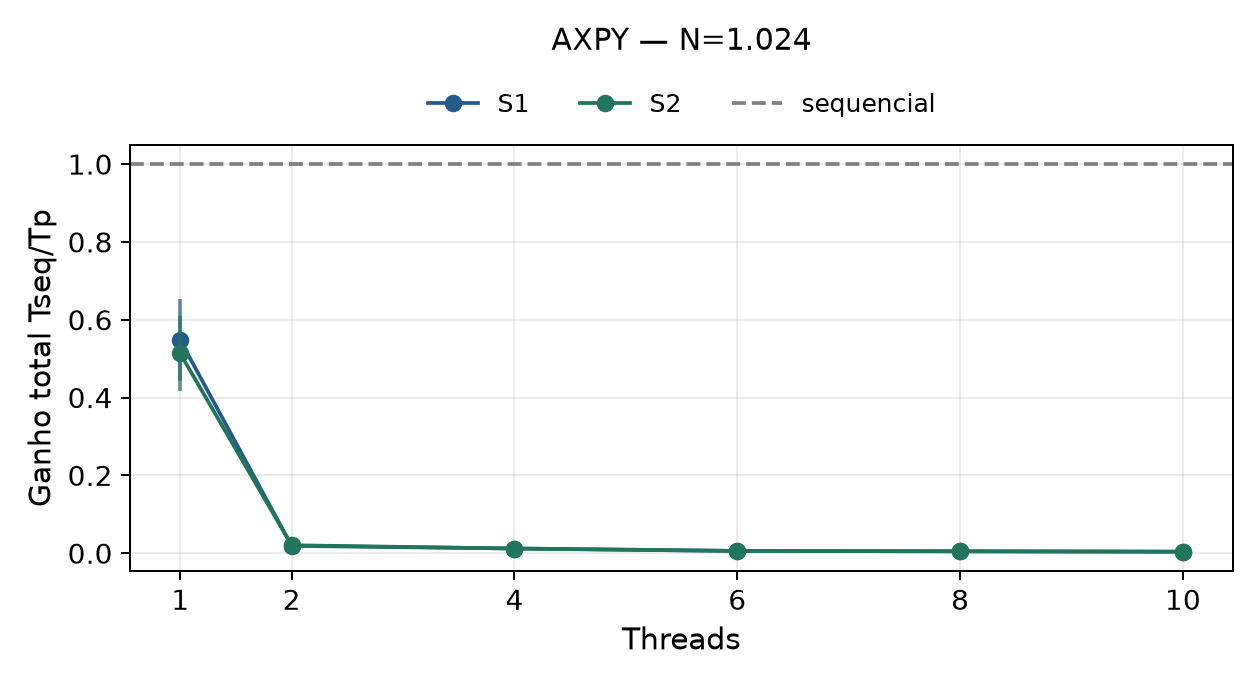 AXPY — N=1.024
S1 S2 sequencial
Ganho total Tseq/Tp
1.0
0.8
0.6
0.4
0.2
0.0
1 2 4 6 8 10
Threads